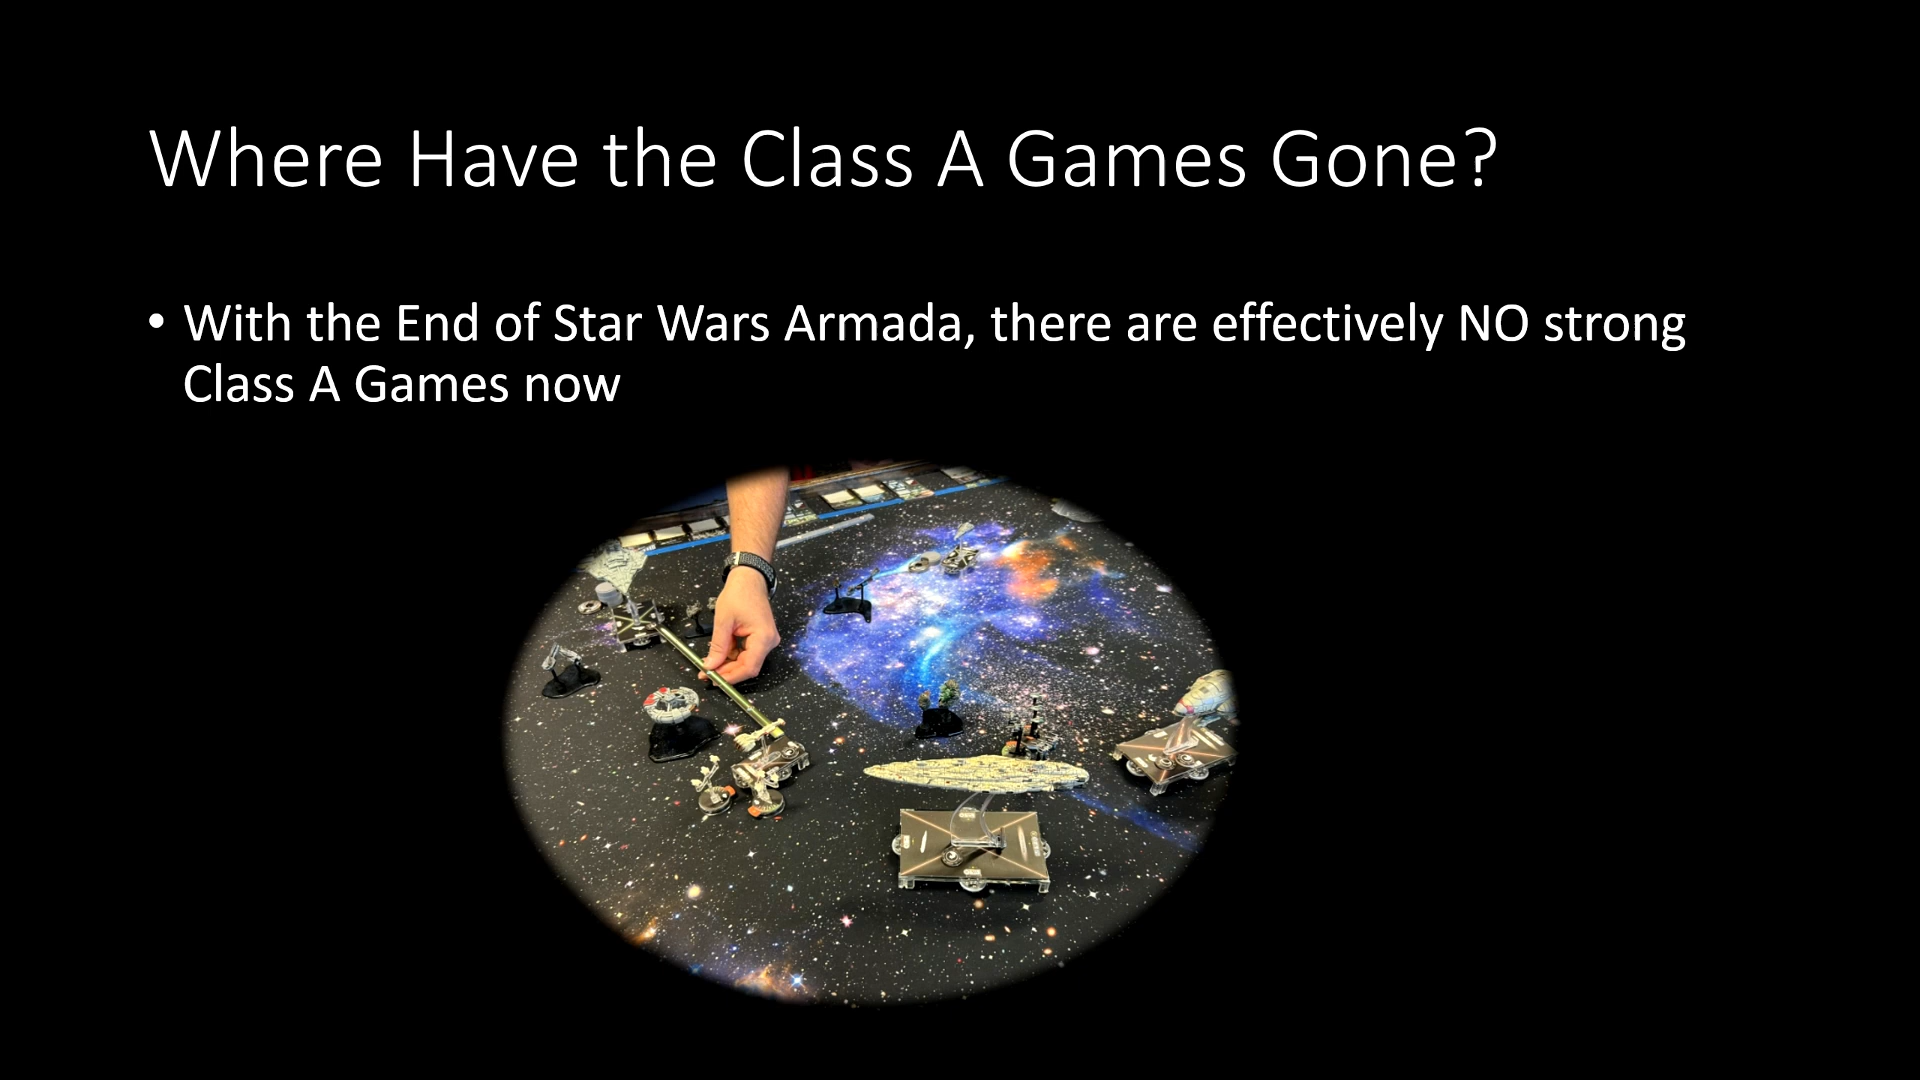 Where Have the Class A Games Gone?
• With the End of Star Wars Armada, there are effectively NO strong
Class A Games now